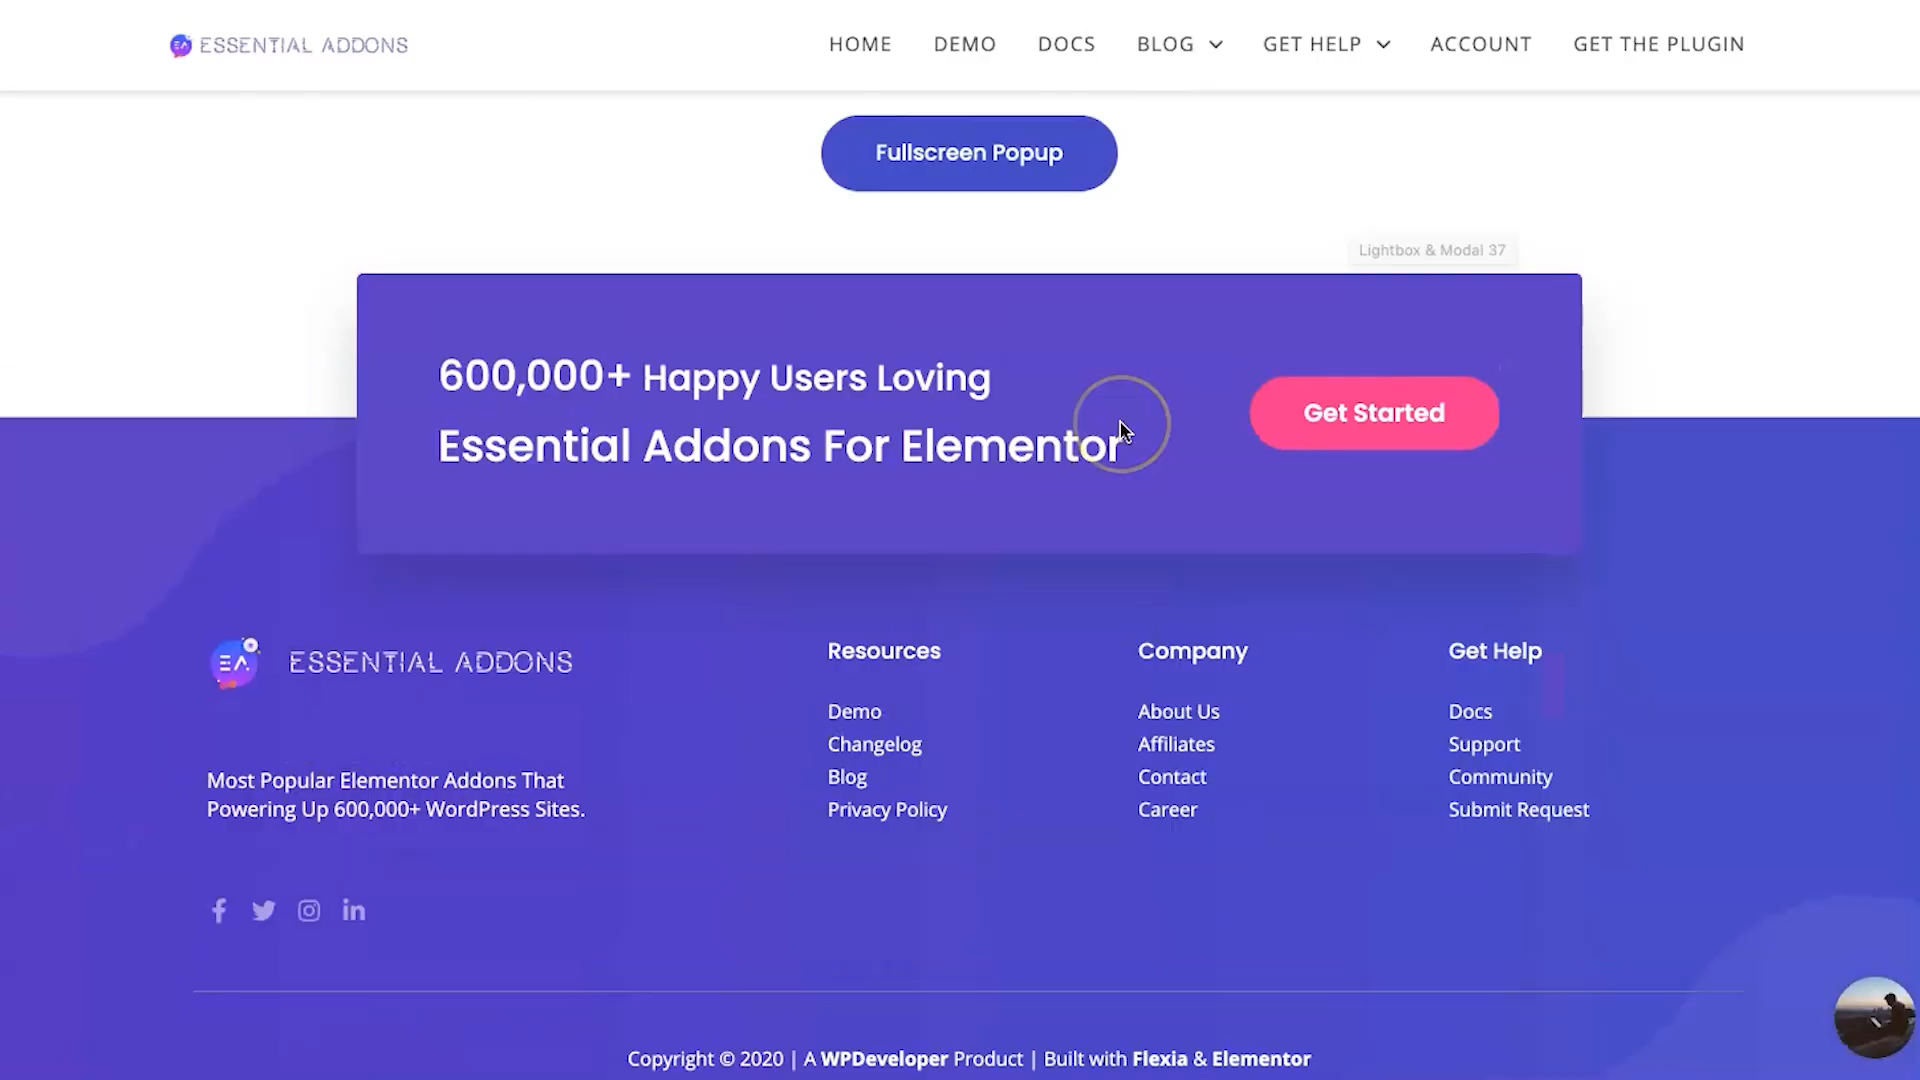 EA ESSENTIAL ADDONS
HOME DEMO DOCS BLOG GET HELP ACCOUNT GET THE PLUGIN
Fullscreen Popup
Lightbox & Modal 37
600,000+ Happy Users Loving
Essential Addons For Elementor
Get Started
EA ESSENTIAL ADDONS
Most Popular Elementor Addons That
Powering Up 600,000+ WordPress Sites.
Resources
Demo
Changelog
Blog
Privacy Policy
Company
About Us
Affiliates
Contact
Career
Get Help
Docs
Support
Community
Submit Request
Copyright © 2020 | A WPDeveloper Product | Built with Flexia & Elementor